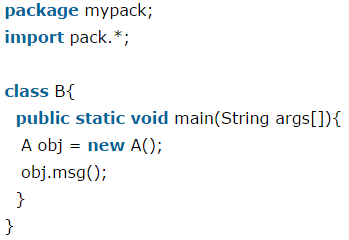 package mypack;
import pack.*;
class B{
public static void main(String args[]){
A obj = new A();
obj.msg();
}
}